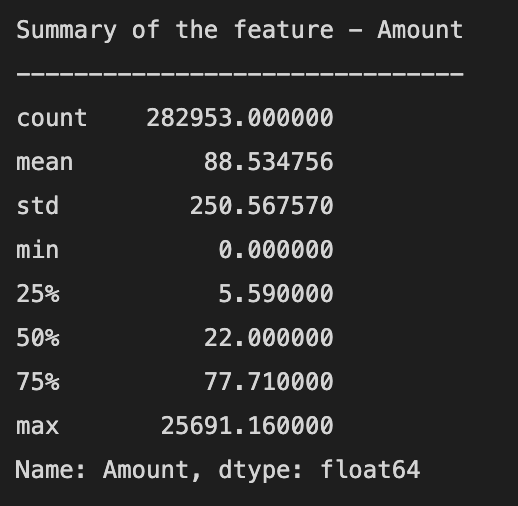 Summary of the feature - Amount
-------------------------------
count    282953.000000
mean         88.534756
std         250.567570
min           0.000000
25%           5.590000
50%          22.000000
75%          77.710000
max       25691.160000
Name: Amount, dtype: float64